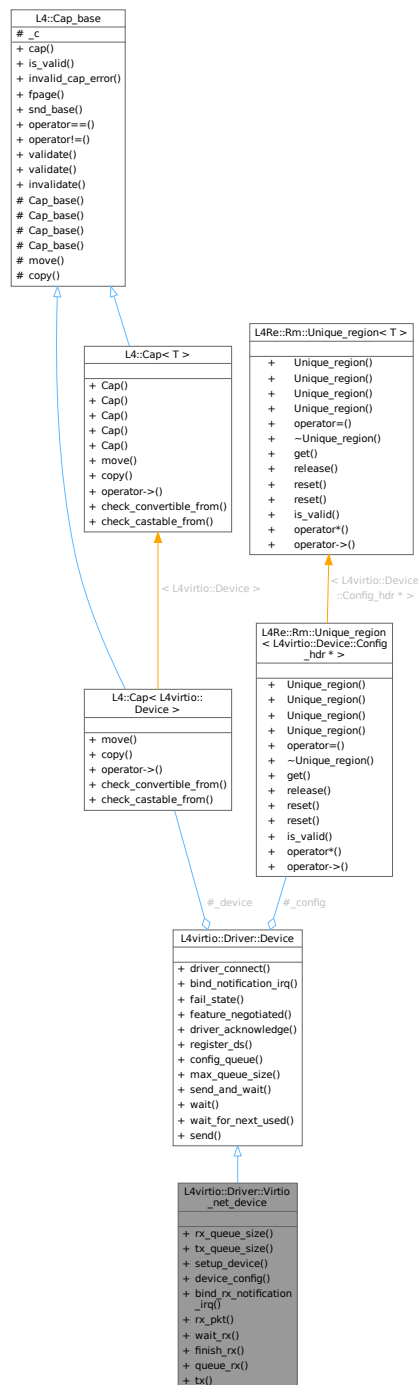 L4::Cap_base
# _c
+ cap()
+ is_valid()
+ invalid_cap_error()
+ fpage()
+ snd_base()
+ operator==()
+ operator!=()
+ validate()
+ validate()
+ invalidate()
# Cap_base()
# Cap_base()
# Cap_base()
# Cap_base()
# move()
# copy()
L4::Cap< T >
+ Cap()
+ Cap()
+ Cap()
+ Cap()
+ Cap()
+ move()
+ copy()
+ operator->()
+ check_convertible_from()
+ check_castable_from()
L4Re::Rm::Unique_region< T >
+ Unique_region()
+ Unique_region()
+ Unique_region()
+ Unique_region()
+ operator=()
+ ~Unique_region()
+ get()
+ release()
+ reset()
+ reset()
+ is_valid()
+ operator*()
+ operator->()
< L4virtio::Device >
< L4virtio::Device
::Config_hdr * >
L4::Cap< L4virtio::
Device >
+ move()
+ copy()
+ operator->()
+ check_convertible_from()
+ check_castable_from()
L4Re::Rm::Unique_region
< L4virtio::Device::Config
_hdr * >
+ Unique_region()
+ Unique_region()
+ Unique_region()
+ Unique_region()
+ operator=()
+ ~Unique_region()
+ get()
+ release()
+ reset()
+ reset()
+ is_valid()
+ operator*()
+ operator->()
#_device
#_config
L4virtio::Driver::Device
+ driver_connect()
+ bind_notification_irq()
+ fail_state()
+ feature_negotiated()
+ driver_acknowledge()
+ register_ds()
+ config_queue()
+ max_queue_size()
+ send_and_wait()
+ wait()
+ wait_for_next_used()
+ send()
L4virtio::Driver::Virtio
_net_device
+ rx_queue_size()
+ tx_queue_size()
+ setup_device()
+ device_config()
+ bind_rx_notification
_irq()
+ rx_pkt()
+ wait_rx()
+ finish_rx()
+ queue_rx()
+ tx()